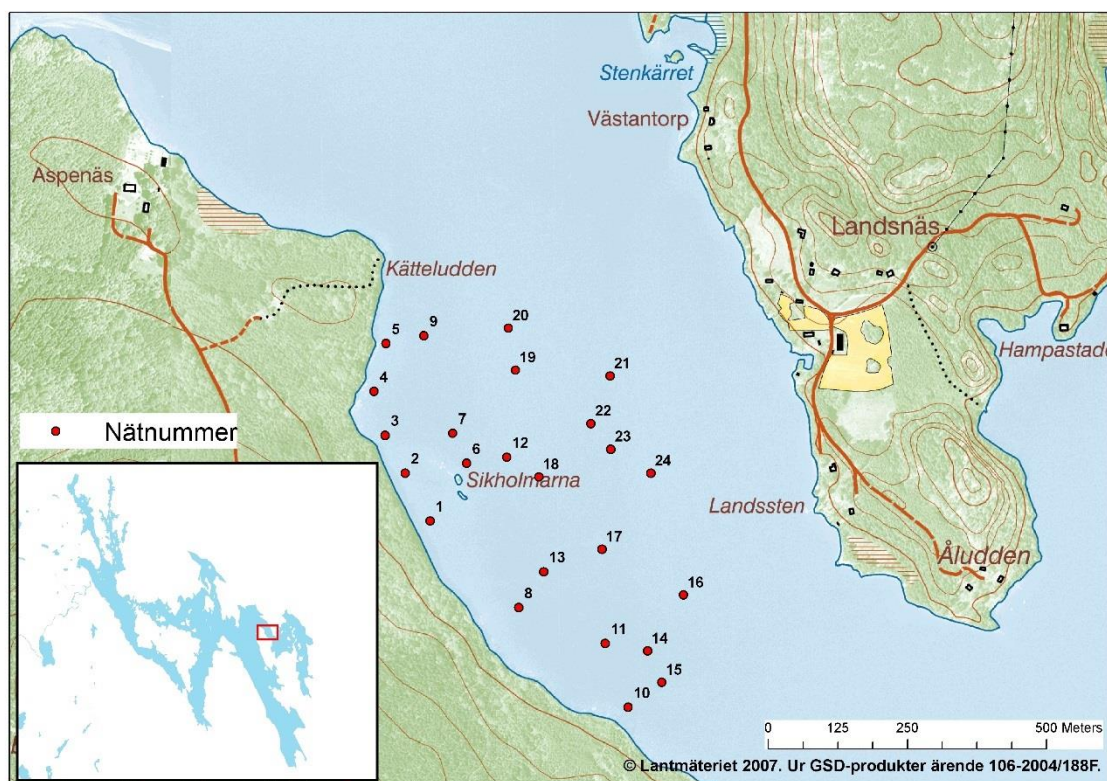 Stenkärret
Västantorp
Aspenäs
Landsnäs
Kätteludden
20
9
5
Hampastade
19
21
4
22
Nätnummer
7
3
23
12
6
2
24
18
Sikholmarna
Landssten
1
17
Åludden
13
16
8
11
14
15
10
0 125 250 500 Meters
© Lantmäteriet 2007. Ur GSD-produkter ärende 106-2004/188F.